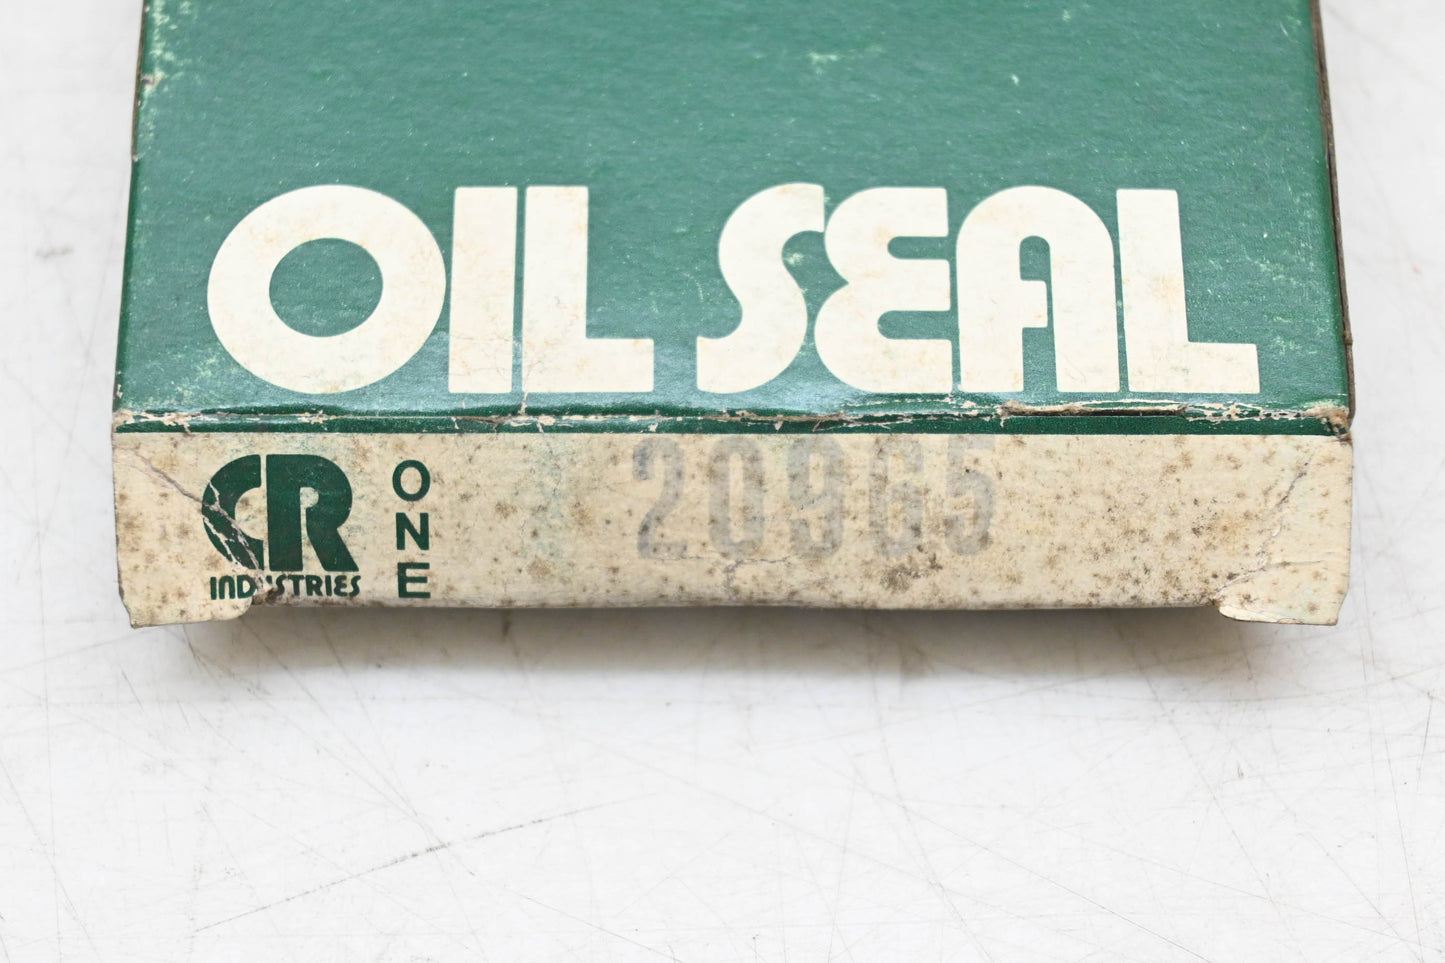 OIL SEAL
CR
INDUSTRIES
ONE
20965